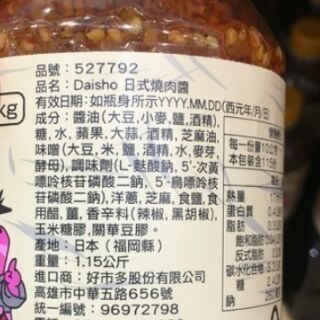 品號：527792
品名：Daisho 日式燒肉醬
有效日期：如瓶身所示YYYY.MM.DD(西元年/月/日)
成分：醬油(大豆,小麥,鹽,酒精),
糖、水,蘋果、大蒜,酒精,芝麻油,
味噌(大豆、米、鹽,酒精、水,麥芽,
酵母),調味劑(L-麩酸鈉,5'-次黃
嘌呤核苷磷酸二鈉,5'-鳥嘌呤核
苷磷酸二鈉),洋蔥,芝麻,食鹽,食
用醋,薑,香辛料(辣椒,黑胡椒),
玉米糖膠，關華豆膠。
產地：日本（福岡縣）
重量：1.15公斤
進口商：好市多股份有限公司
高雄市中華五路656號
統一編號：96972798
kg
每一份量10公
本包裝含115份
熱量
蛋白質
脂肪
飽和脂肪
碳水化合物
糖
鈉